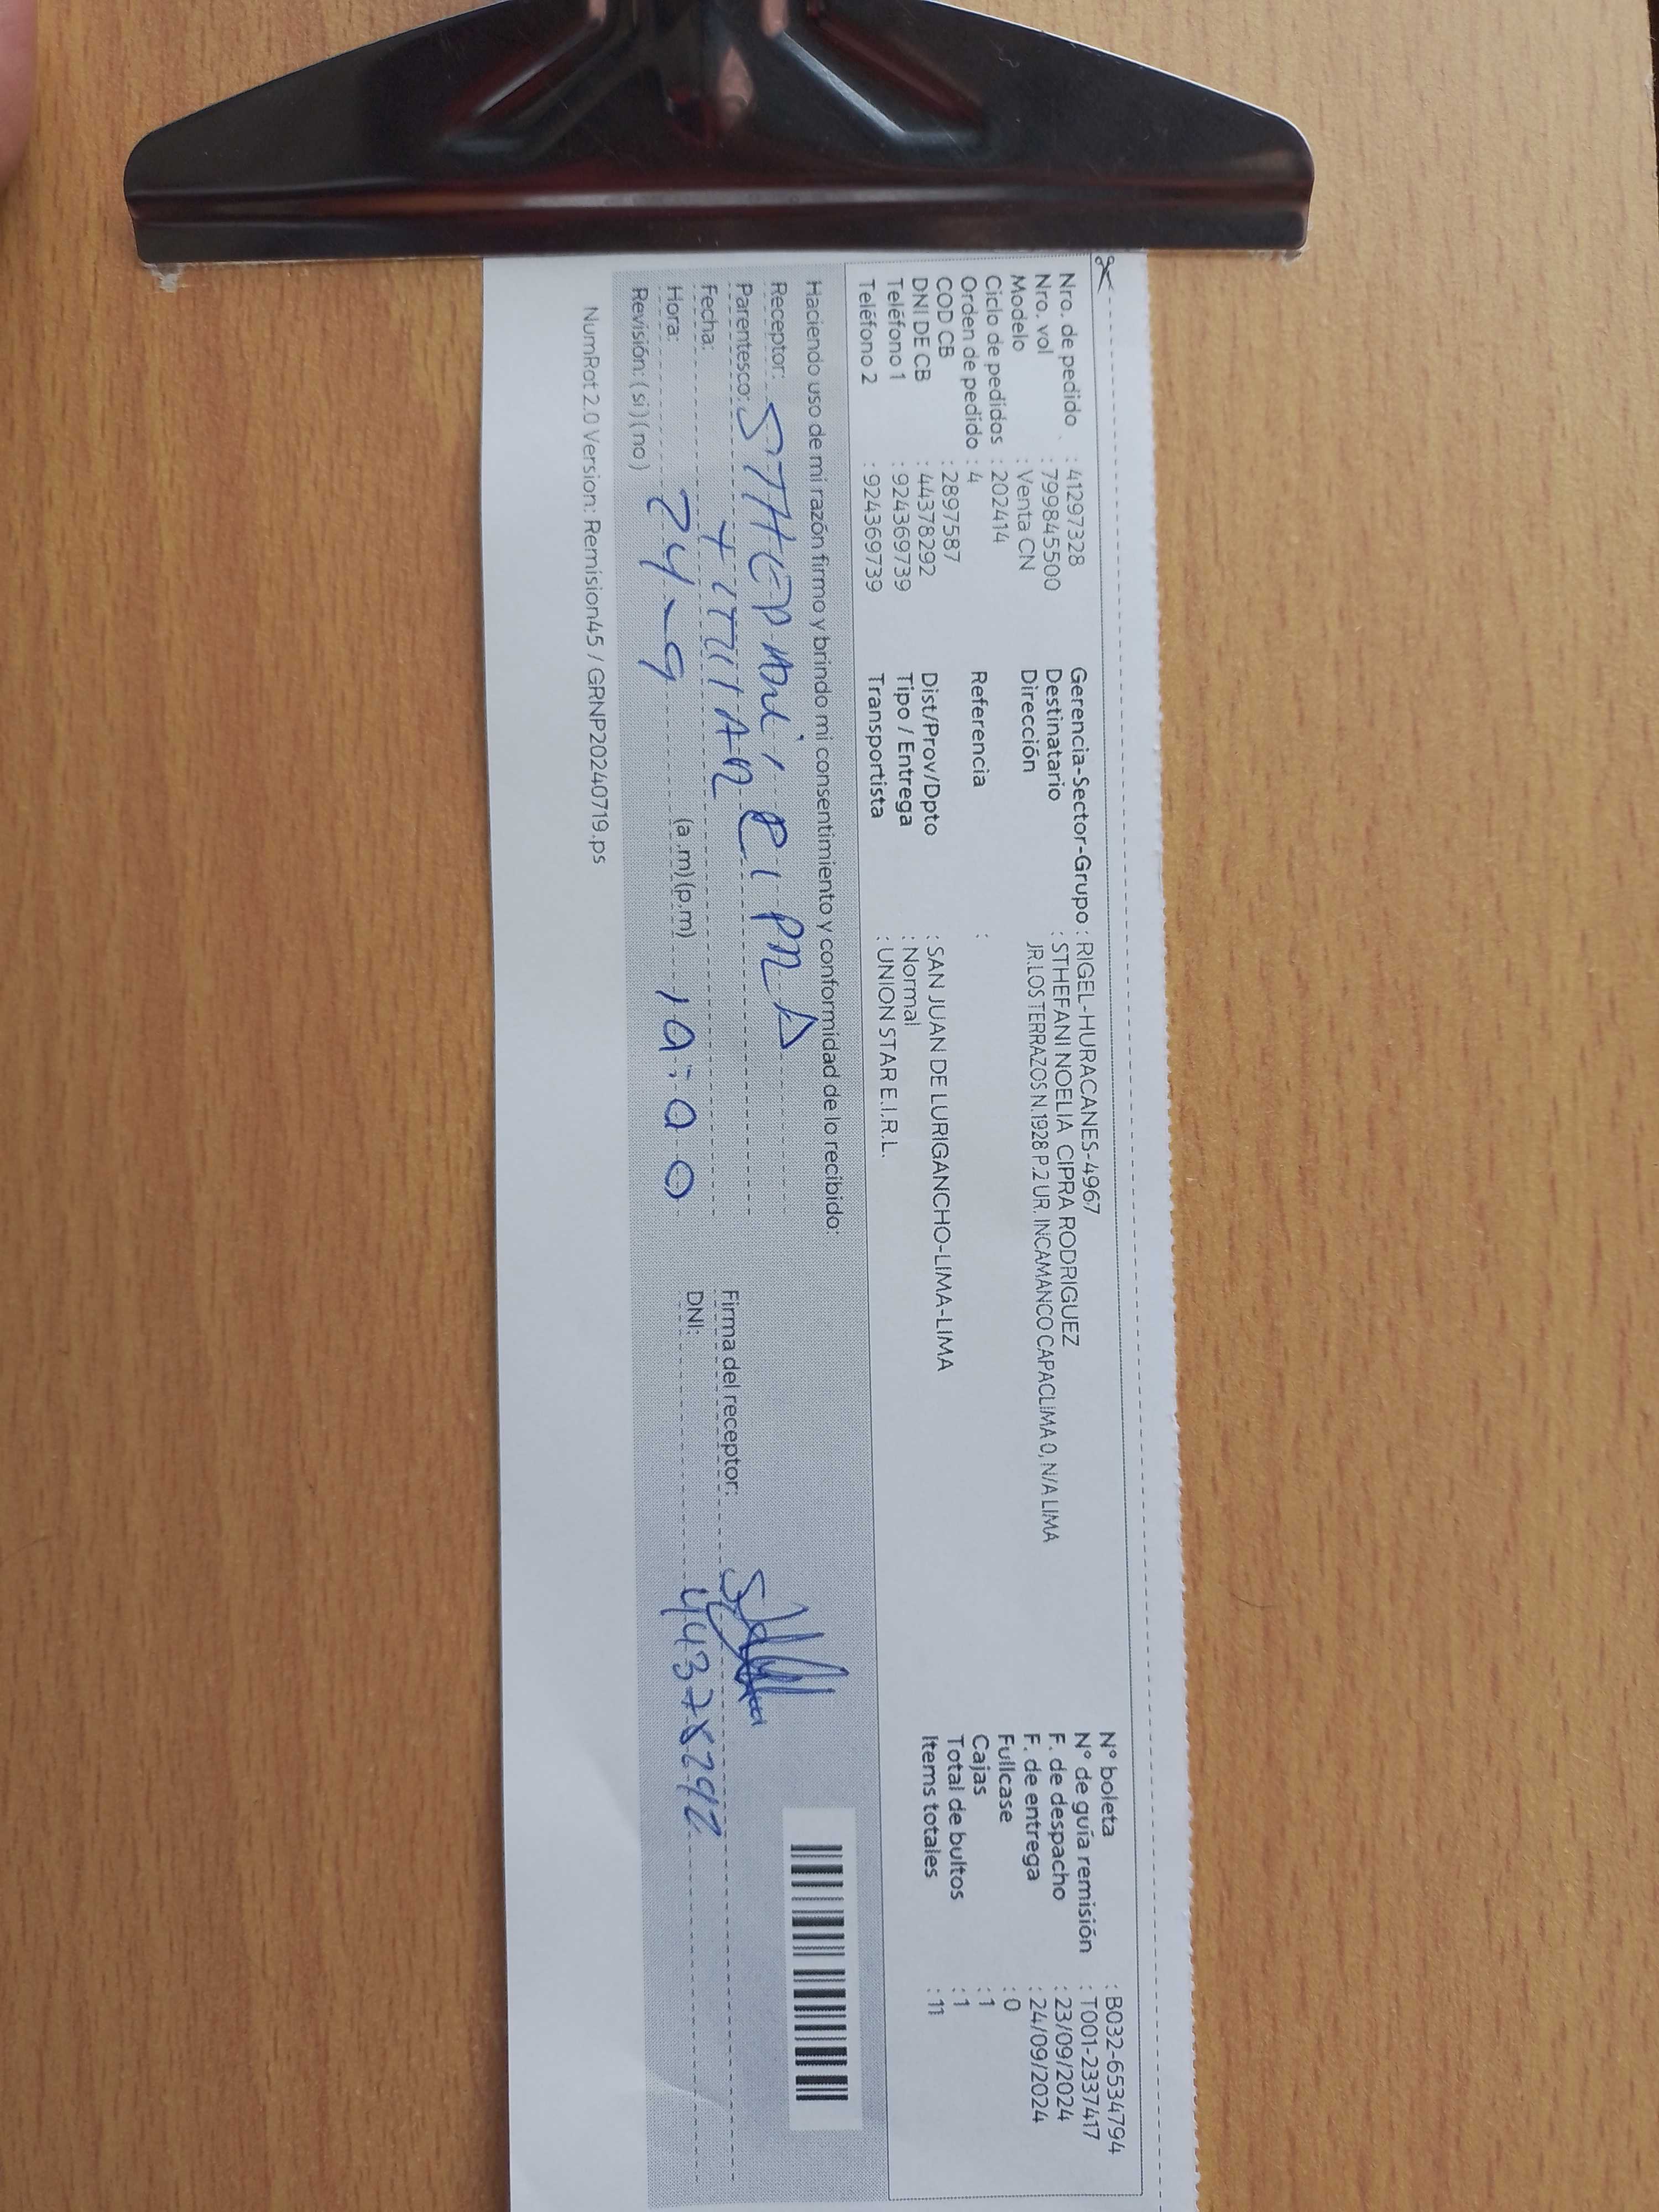 Nro. de pedido : 41297328
Nro. vol : 799845500
Modelo : Venta CN
Ciclo de pedidos : 202414
Orden de pedido : 4
COD CB : 2897587
DNI DE CB : 44378292
Teléfono 1 : 924369739
Teléfono 2 : 924369739
Gerencia-Sector-Grupo : RIGEL-HURACANES-4967
Destinatario : STHEFANI NOELIA CIPRA RODRIGUEZ
Dirección JR.LOS TERRAZOS N.1928 P.2 UR. INCAMANCO CAPACLIMA 0, N/A LIMA
Referencia :
Dist/Prov/Dpto : SAN JUAN DE LURIGANCHO-LIMA-LIMA
Tipo / Entrega : Normal
Transportista : UNION STAR E.I.R.L.
N° boleta : B032-6534794
N° de guía remisión : T001-2337417
F. de despacho : 23/09/2024
F. de entrega : 24/09/2024
Fullcase : 0
Cajas : 1
Total de bultos : 1
Items totales : 11
Haciendo uso de mi razón firmo y brindo mi consentimiento y conformidad de lo recibido:
Receptor:
Parentesco:
Fecha:
Hora: 24-9 (a.m)(p.m)
Revisión: (si) (no)
Firma del receptor:
DNI: 44378292
NumRot 2.0 Version: Remision45 / GRNP20240719.ps